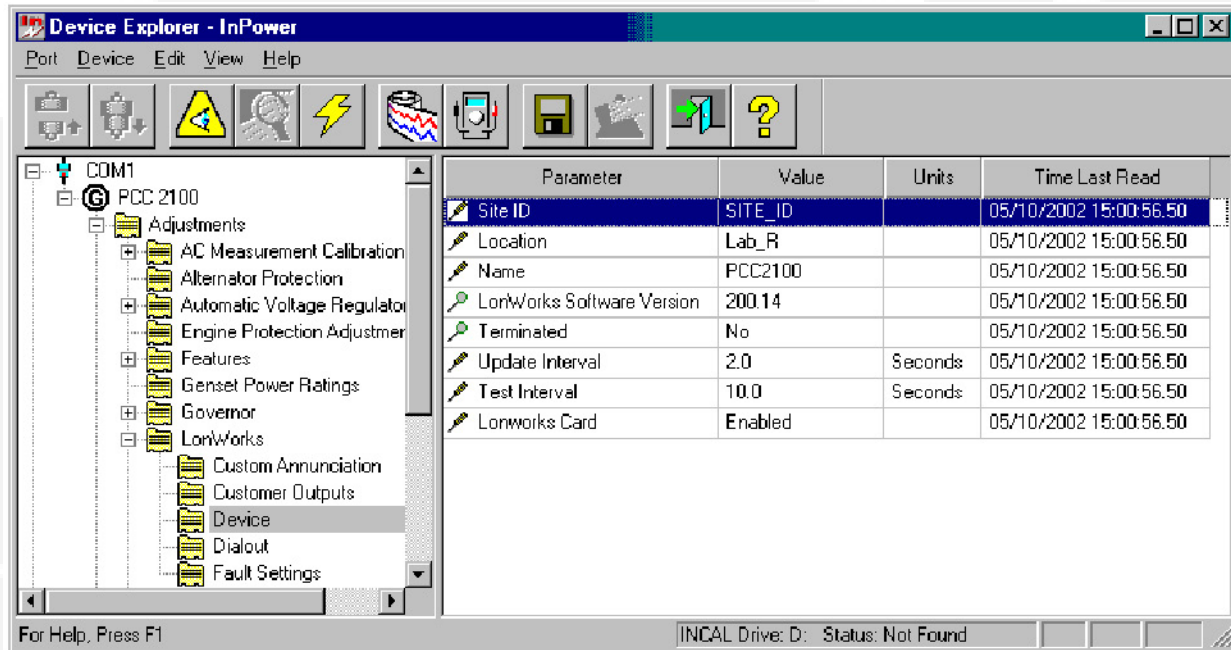 Device Explorer - InPower
Port Device Edit View Help
COM1
PCC 2100
Adjustments
AC Measurement Calibration
Alternator Protection
Automatic Voltage Regulator
Engine Protection Adjustmer
Features
Genset Power Ratings
Governor
LonWorks
Custom Annunciation
Customer Outputs
Device
Dialout
Fault Settings
Parameter Value Units Time Last Read
Site ID SITE_ID 05/10/2002 15:00:56.50
Location Lab_R 05/10/2002 15:00:56.50
Name PCC2100 05/10/2002 15:00:56.50
LonWorks Software Version 200.14 05/10/2002 15:00:56.50
Terminated No 05/10/2002 15:00:56.50
Update Interval 2.0 Seconds 05/10/2002 15:00:56.50
Test Interval 10.0 Seconds 05/10/2002 15:00:56.50
Lonworks Card Enabled 05/10/2002 15:00:56.50
For Help, Press F1
INCAL Drive: D: Status: Not Found